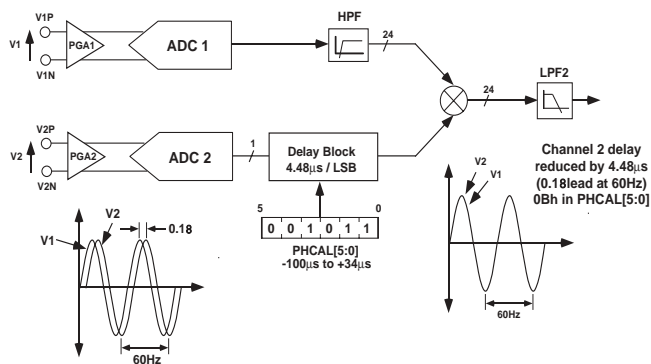 HPF
V1P
V1
PGA1
V1N
ADC 1
24
24
LPF2
V2P
V2
PGA2
V2N
ADC 2
1
Delay Block
4.48μs / LSB
Channel 2 delay
reduced by 4.48μs
(0.18lead at 60Hz)
0Bh in PHCAL[5:0]
5
0
0 0 1 0 1 1
PHCAL[5:0]
-100μs to +34μs
V2
V1
0.18
V2
V1
60Hz
60Hz